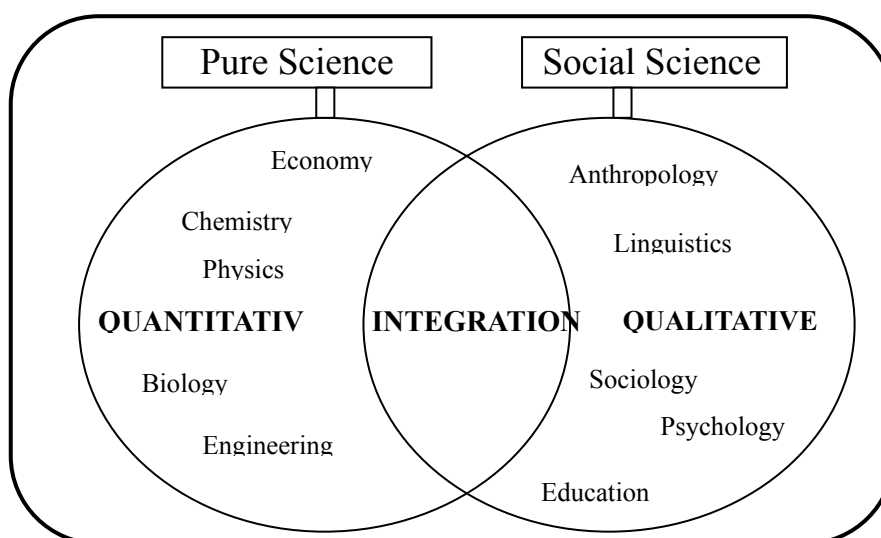 Pure Science
Social Science
Economy
Anthropology
Chemistry
Linguistics
Physics
QUANTITATIV
INTEGRATION
QUALITATIVE
Biology
Sociology
Psychology
Engineering
Education